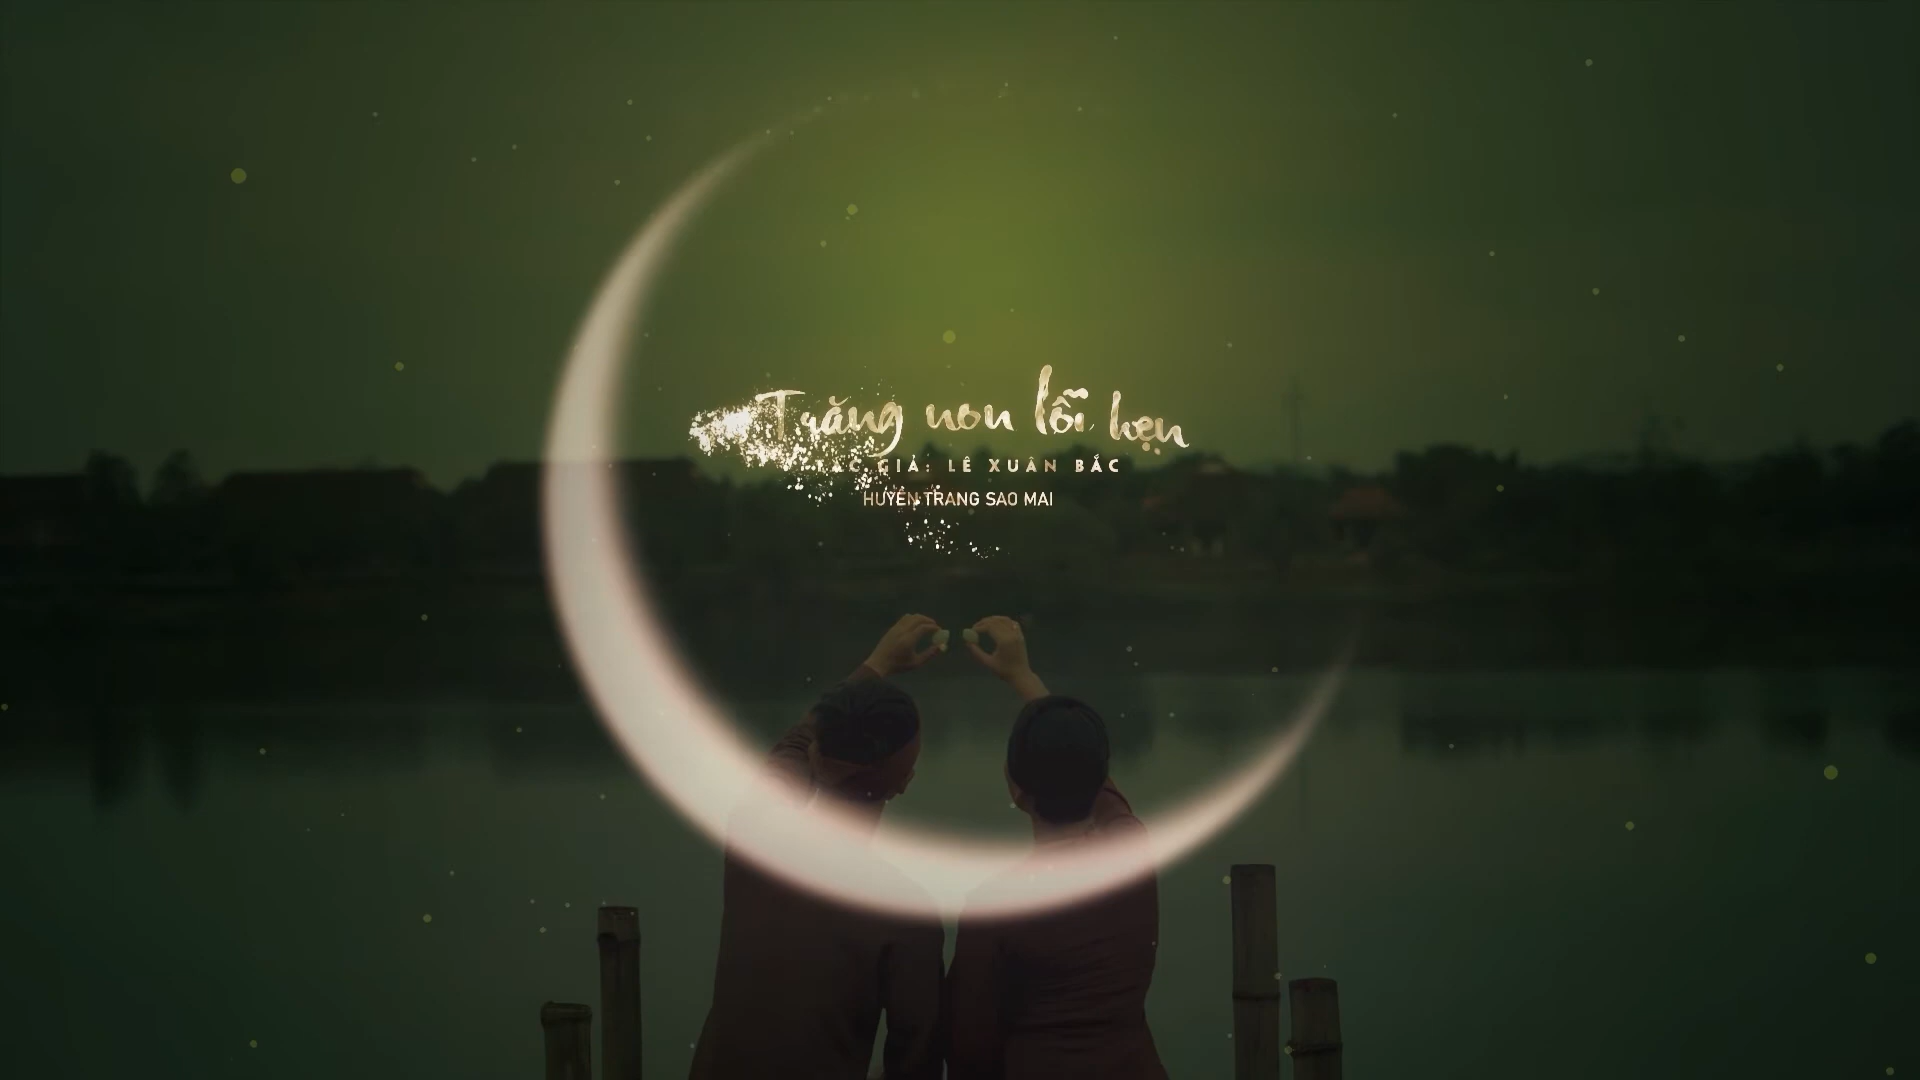 Trăng non lỗi hẹn
TÁC GIẢ: LÊ XUÂN BẮC
HUYỀN TRANG SAO MAI